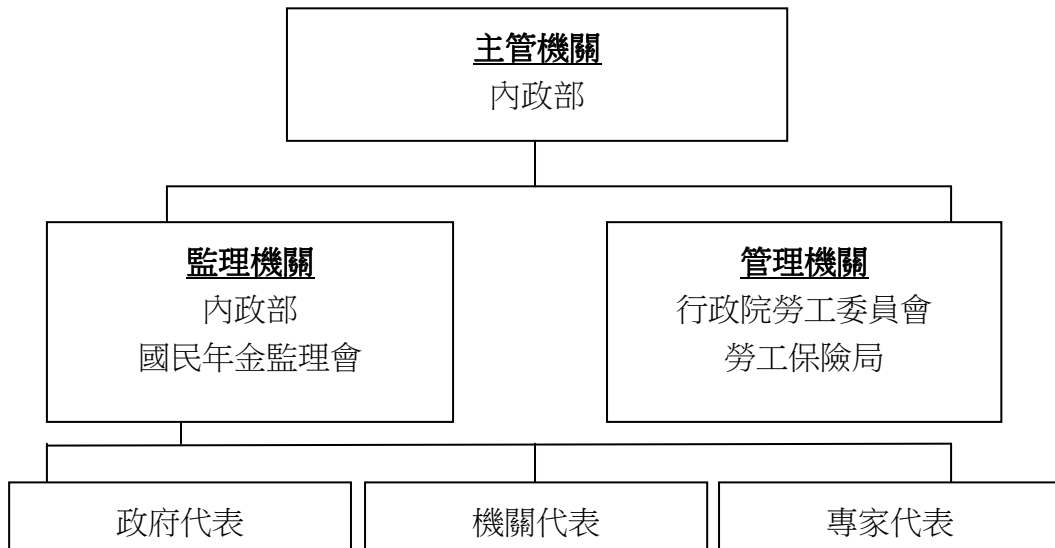 主管機關
內政部
監理機關
內政部
國民年金監理會
管理機關
行政院勞工委員會
勞工保險局
政府代表
機關代表
專家代表